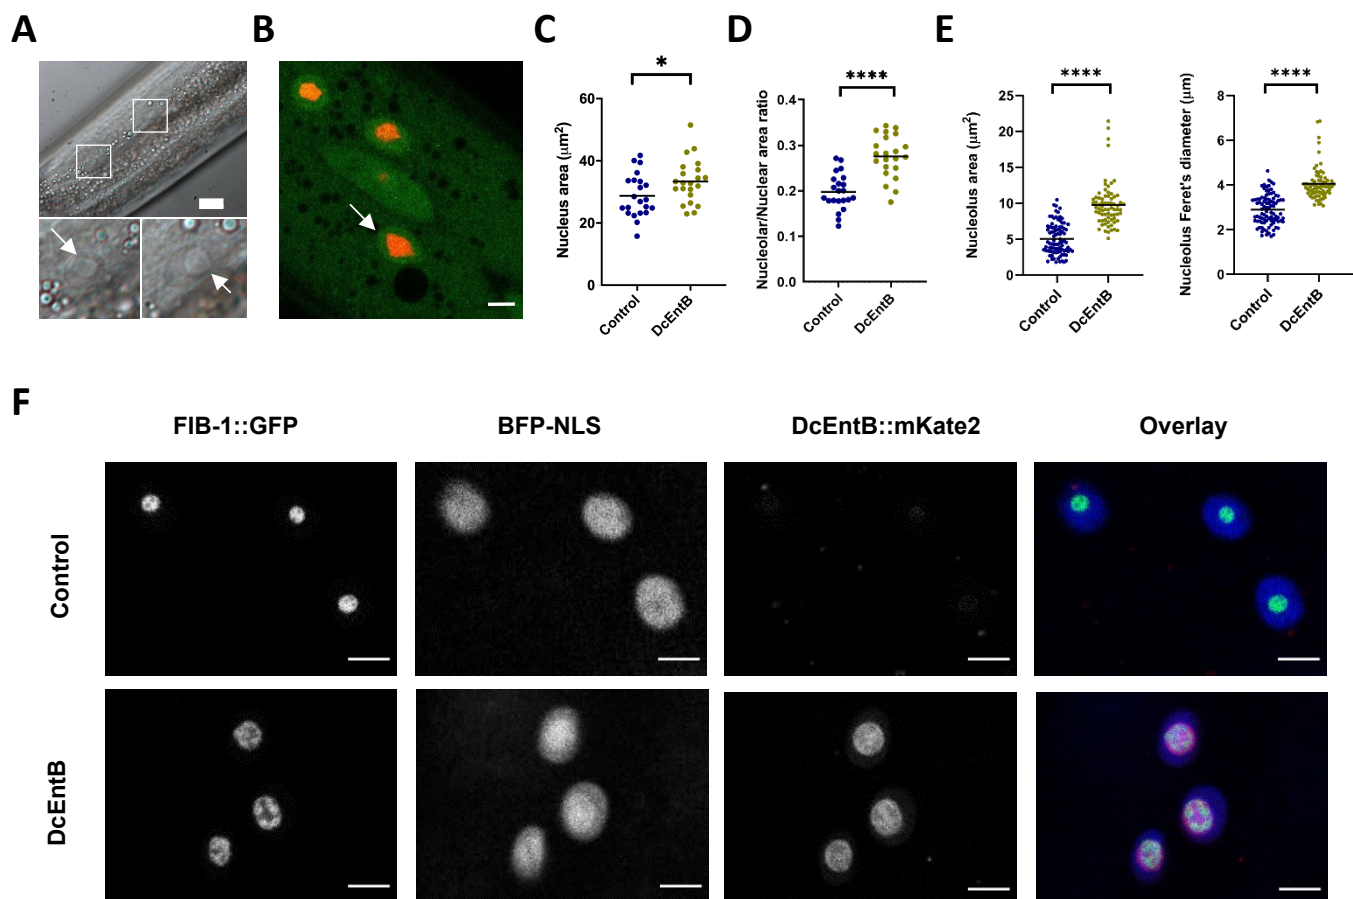 A
B
C
D
E
*
Nucleus area (μm²)
60
40
20
0
Control
DcEntB
****
Nucleolar/Nuclear area ratio
0.4
0.3
0.2
0.1
0.0
Control
DcEntB
****
Nucleolus area (μm²)
25
20
15
10
5
0
Control
DcEntB
****
Nucleolus Feret's diameter (μm)
8
6
4
2
0
Control
DcEntB
F
FIB-1::GFP
BFP-NLS
DcEntB::mKate2
Overlay
Control
DcEntB